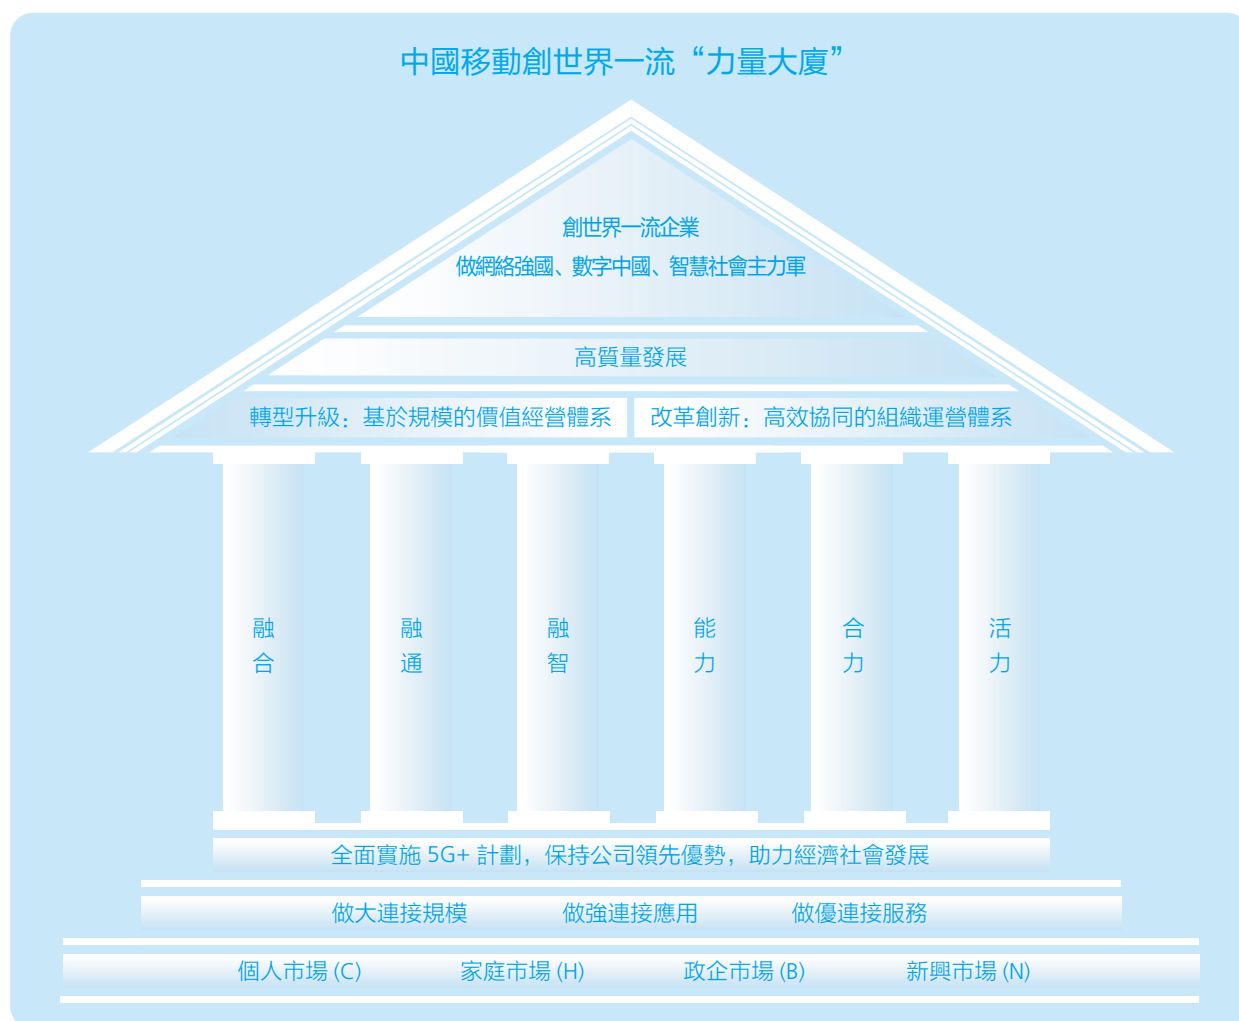 中國移動創世界一流“力量大廈”
創世界一流企業
做網絡強國、數字中國、智慧社會主力軍
高質量發展
轉型升級：基於規模的價值經營體系
改革創新：高效協同的組織運營體系
融合
融通
融智
能力
合力
活力
全面實施 5G+ 計劃，保持公司領先優勢，助力經濟社會發展
做大連接規模 做強連接應用 做優連接服務
個人市場 (C) 家庭市場 (H) 政企市場 (B) 新興市場 (N)